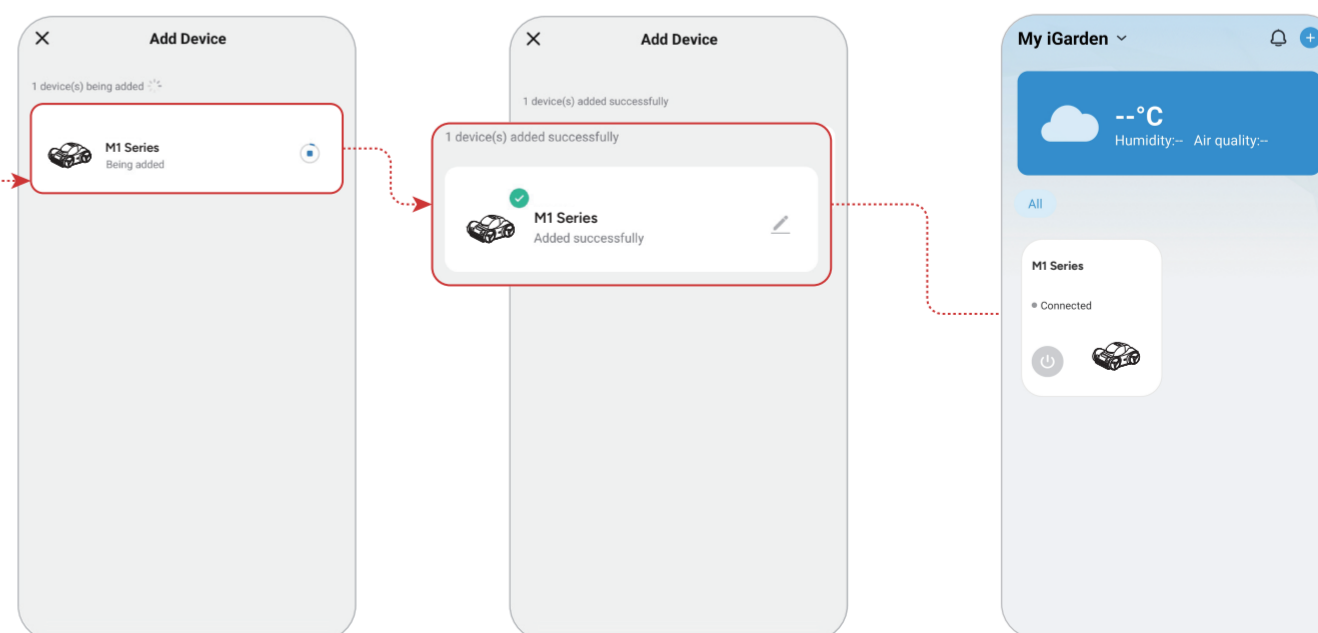 Add Device
1 device(s) being added
M1 Series
Being added
Add Device
1 device(s) added successfully
1 device(s) added successfully
M1 Series
Added successfully
My iGarden
--°C
Humidity:-- Air quality:--
All
M1 Series
Connected